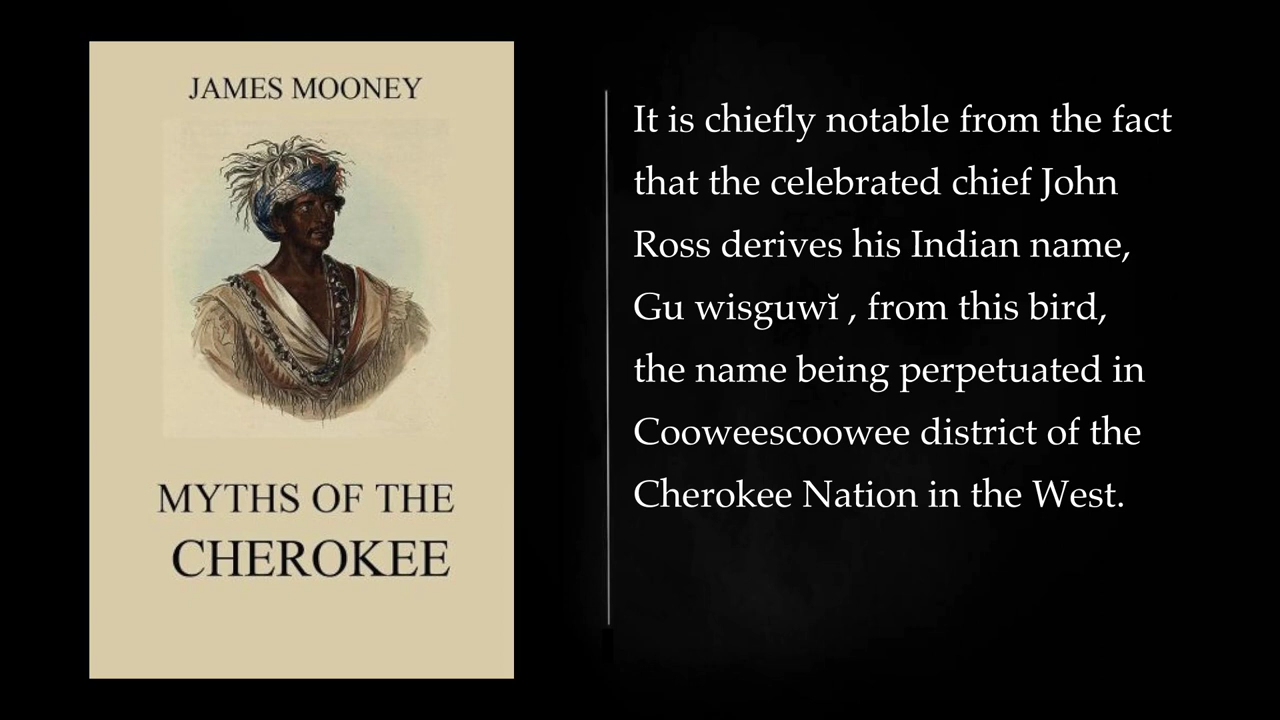 JAMES MOONEY
MYTHS OF THE
CHEROKEE
It is chiefly notable from the fact
that the celebrated chief John
Ross derives his Indian name,
Gu wisguwĭ , from this bird,
the name being perpetuated in
Cooweescoowee district of the
Cherokee Nation in the West.